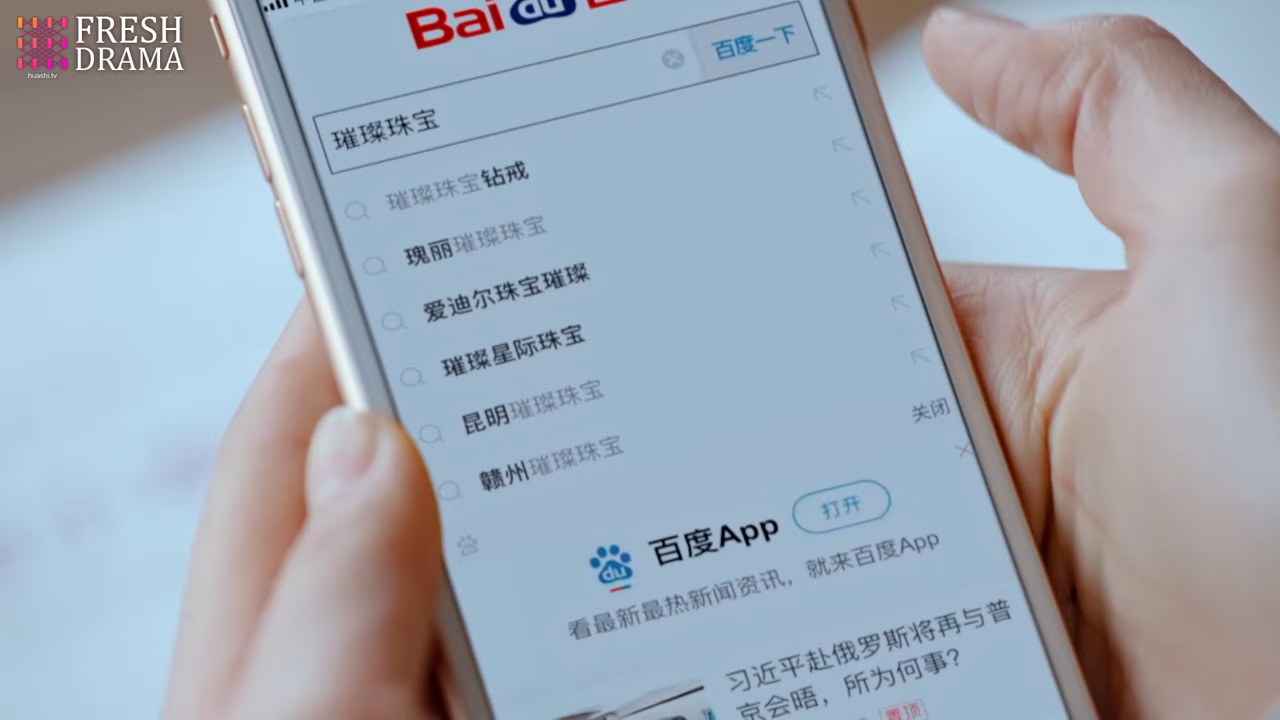 FRESH
DRAMA
huashi.tv
Bai du
百度一下
璀璨珠宝
璀璨珠宝钻戒
瑰丽璀璨珠宝
爱迪尔珠宝璀璨
璀璨星际珠宝
昆明璀璨珠宝
赣州璀璨珠宝
关闭
du
百度App
打开
看最新最热新闻资讯，就来百度App
习近平赴俄罗斯将再与普
京会晤，所为何事？
置顶